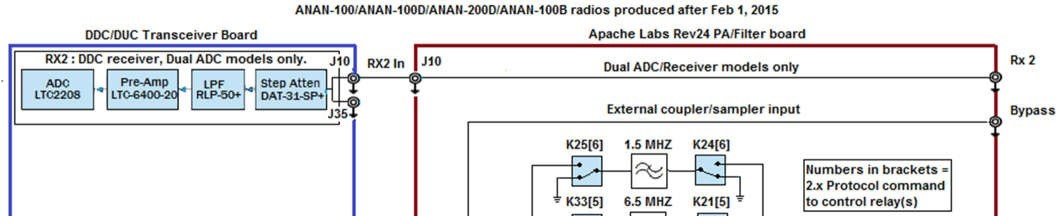 ANAN-100/ANAN-100D/ANAN-200D/ANAN-100B radios produced after Feb 1, 2015
DDC/DUC Transceiver Board
Apache Labs Rev24 PA/Filter board
RX2 : DDC receiver, Dual ADC models only.
J10
RX2 In
J10
Dual ADC/Receiver models only
Rx 2
ADC
LTC2208
Pre-Amp
LTC-6400-20
LPF
RLP-50+
Step Atten
DAT-31-SP+
J35
External coupler/sampler input
Bypass
K25[6]
1.5 MHZ
K24[6]
Numbers in brackets =
2.x Protocol command
to control relay(s)
K33[5]
6.5 MHZ
K21[5]